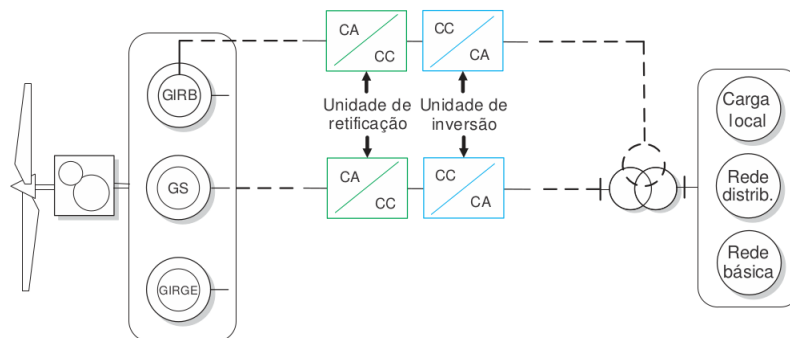 CA
CC
CC
CA
GIRB
Unidade de
retificação
Unidade de
inversão
Carga
local
CA
CC
CC
CA
GS
Rede
distrib.
Rede
básica
GIRGE